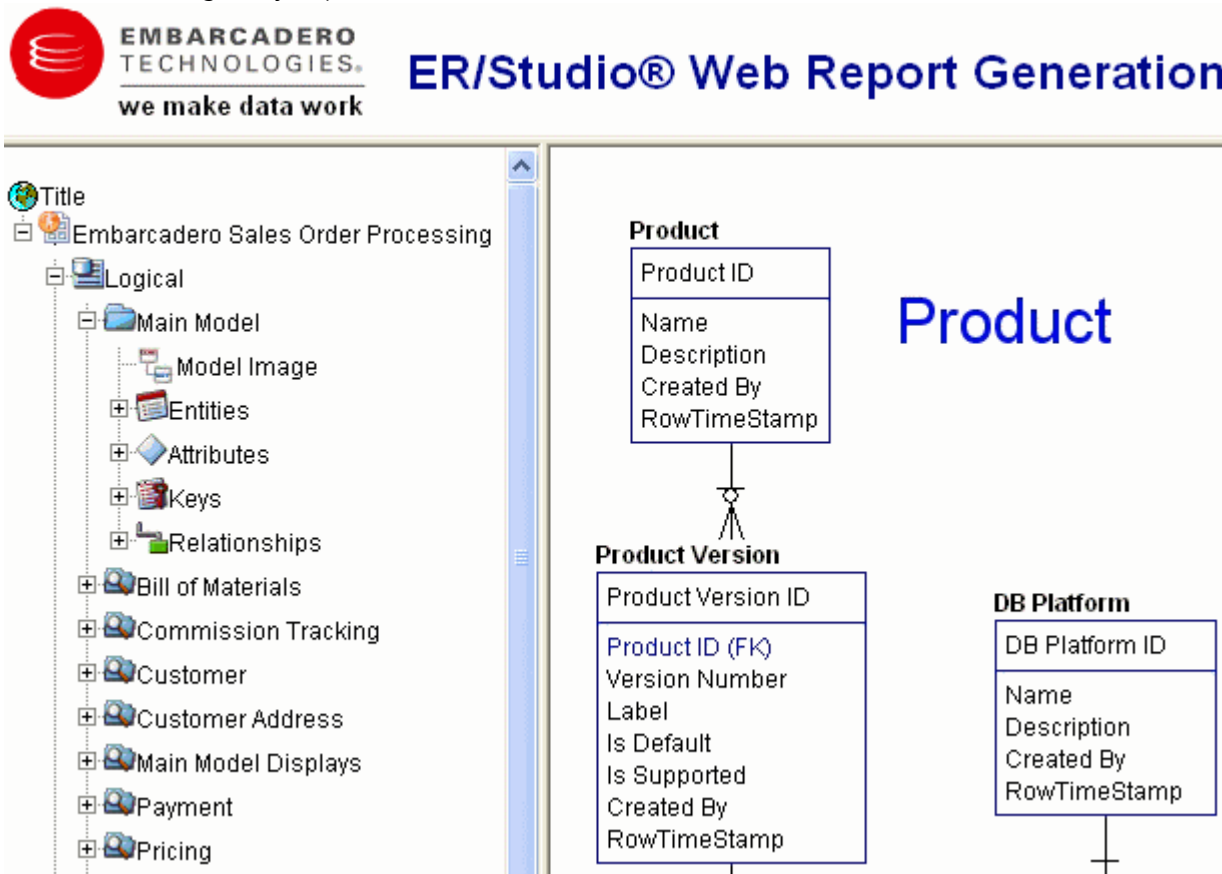 EMBARCADERO
TECHNOLOGIES.
we make data work
ER/Studio® Web Report Generation
Title
Embarcadero Sales Order Processing
Logical
Main Model
Model Image
Entities
Attributes
Keys
Relationships
Bill of Materials
Commission Tracking
Customer
Customer Address
Main Model Displays
Payment
Pricing
Product
Product ID
Name
Description
Created By
RowTimeStamp
Product
Product Version
Product Version ID
Product ID (FK)
Version Number
Label
Is Default
Is Supported
Created By
RowTimeStamp
DB Platform
DB Platform ID
Name
Description
Created By
RowTimeStamp